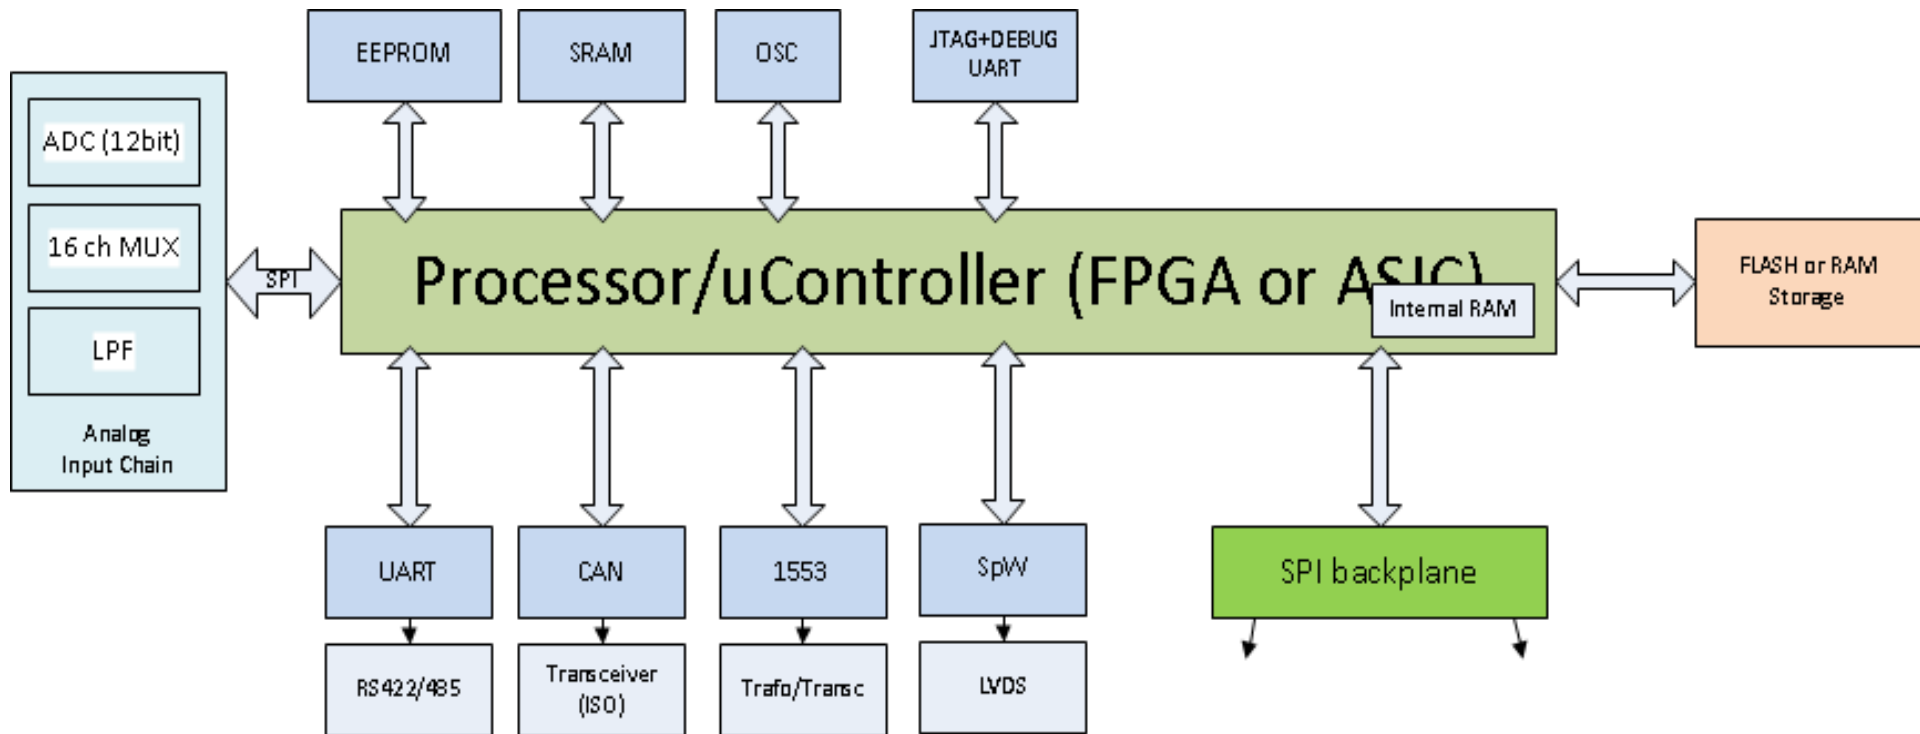 EEPROM
SRAM
OSC
JTAG+DEBUG
UART
ADC (12bit)
16 ch MUX
LPF
Analog
Input Chain
SPI
Processor/uController (FPGA or ASIC)
Internal RAM
FLASH or RAM
Storage
UART
CAN
1553
SpW
SPI backplane
RS422/485
Transceiver
(ISO)
Trafo/Transc
LVDS